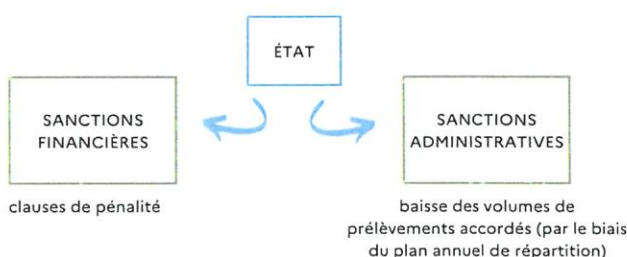 ÉTAT
SANCTIONS
FINANCIÈRES
clauses de pénalité
SANCTIONS
ADMINISTRATIVES
baisse des volumes de
prélèvements accordés (par le biais
du plan annuel de répartition)